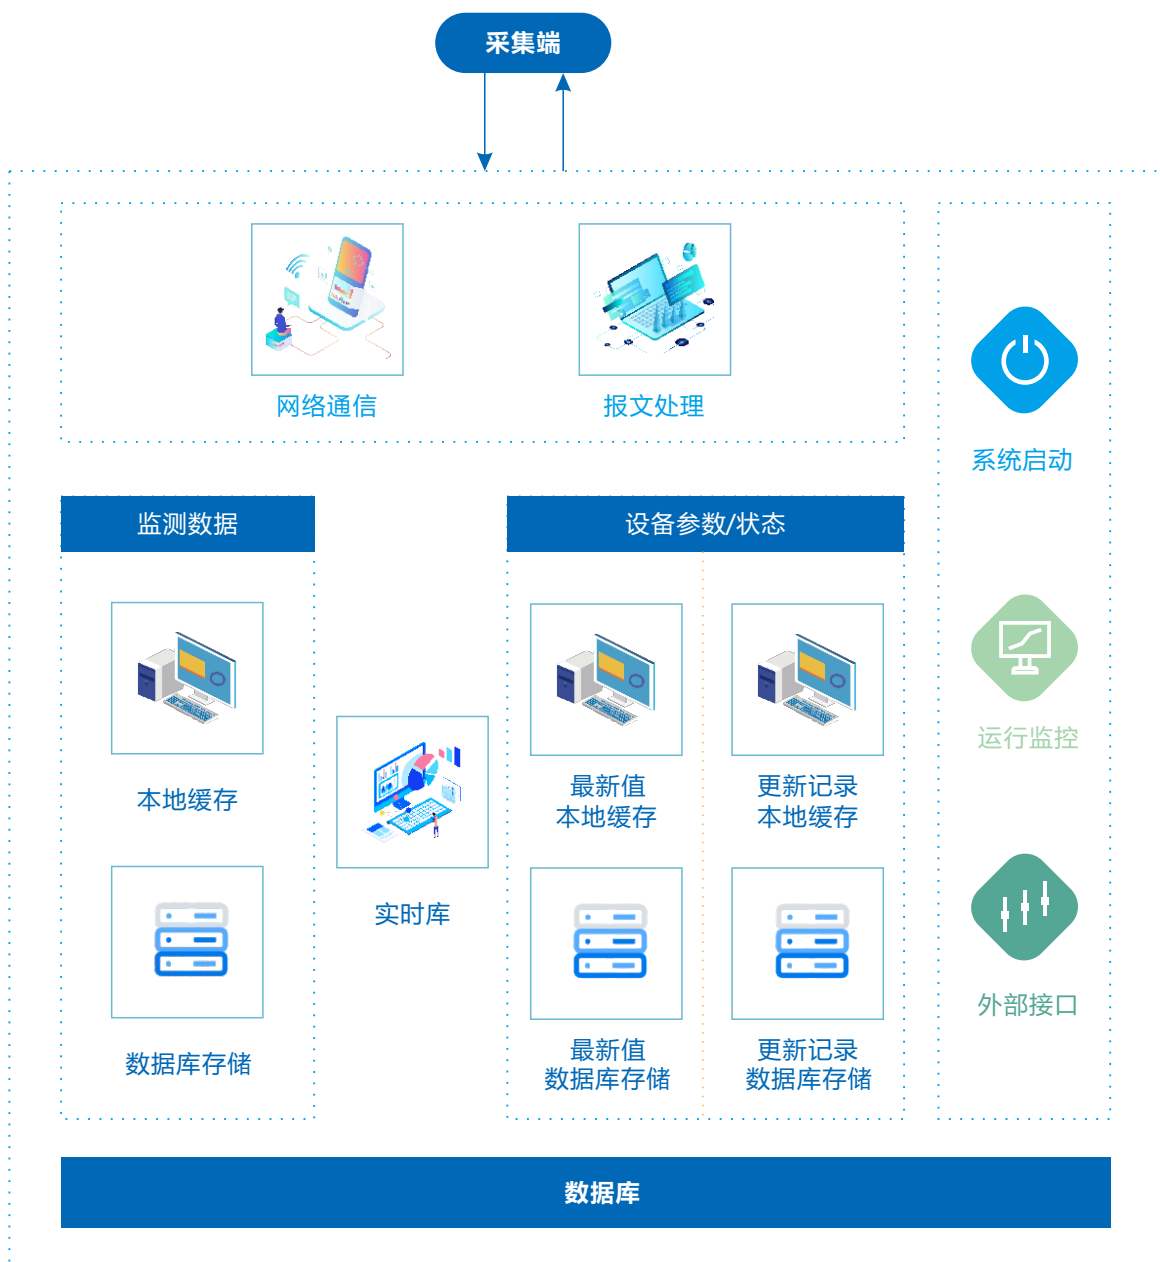 采集端
网络通信
报文处理
系统启动
监测数据
设备参数/状态
运行监控
本地缓存
最新值
本地缓存
更新记录
本地缓存
实时库
外部接口
数据库存储
最新值
数据库存储
更新记录
数据库存储
数据库